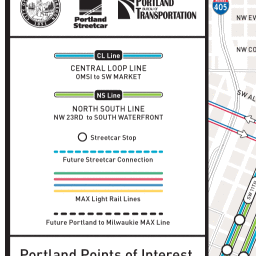 Portland
Streetcar
PORTLAND
TRANSPORTATION
405
NW EV
NW CO
SW AL
CL Line
CENTRAL LOOP LINE
OMSI to SW MARKET
NS Line
NORTH SOUTH LINE
NW 23RD to SOUTH WATERFRONT
Streetcar Stop
Future Streetcar Connection
MAX Light Rail Lines
Future Portland to Milwaukie MAX Line
Portland Points of Interest